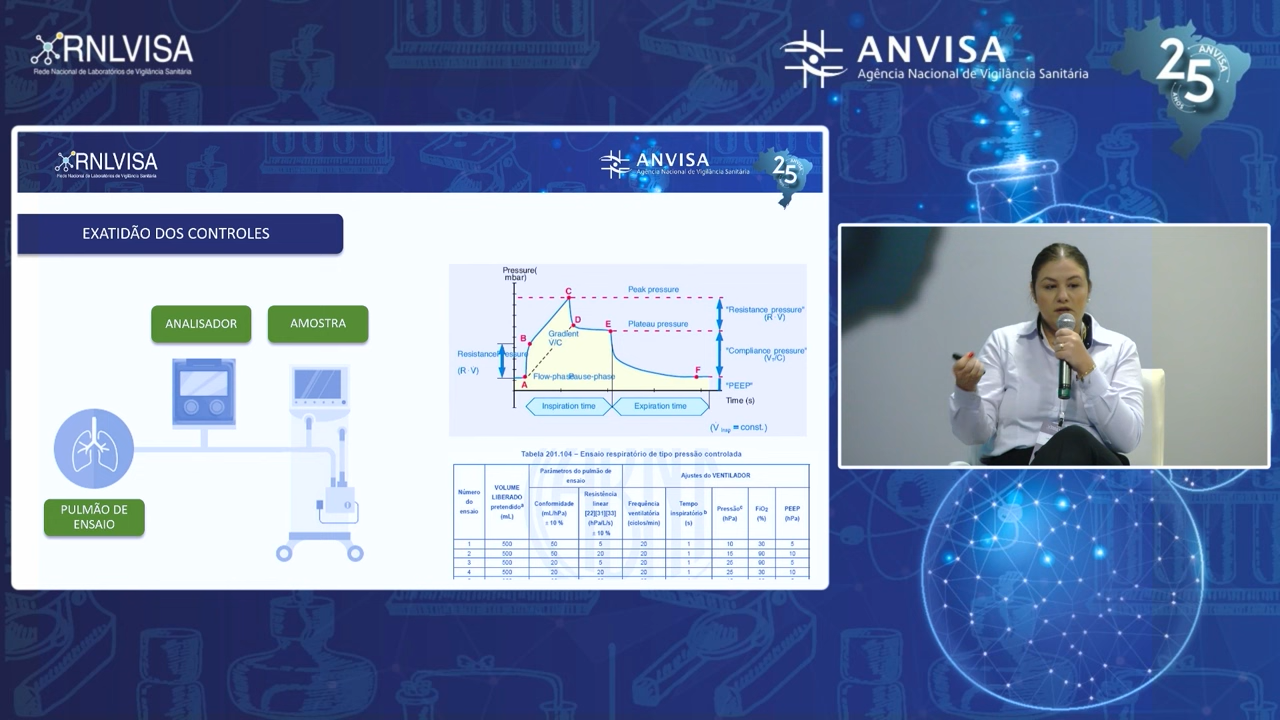 RNLVISA
Rede Nacional de Laboratórios de Vigilância Sanitária
ANVISA
Agência Nacional de Vigilância Sanitária
25
ANVISA
ANOS
RNLVISA
Rede Nacional de Laboratórios de Vigilância Sanitária
ANVISA
Agência Nacional de Vigilância Sanitária
25
EXATIDÃO DOS CONTROLES
ANALISADOR
AMOSTRA
PULMÃO DE
ENSAIO
Pressure(
mbar)
C
Peak pressure
"Resistance pressure"
(R·V)
D
E
Plateau pressure
B
Gradient
V/C
ResistancePressure
(R·V)
"Compliance pressure"
(Vₜ/C)
A
Flow-phase
Pause-phase
F
"PEEP"
Time (s)
Inspiration time
Expiration time
(V insp = const.)
Tabela 201.104 – Ensaio respiratório de tipo pressão controlada
Número do ensaio
VOLUME LIBERADO pretendidoᵃ (mL)
Parâmetros do pulmão de ensaio
Ajustes do VENTILADOR
Conformidade (mL/hPa) ± 10 %
Resistência linear [22][31][33] (hPa/L/s) ± 10 %
Frequência ventilatória (ciclos/min)
Tempo inspiratório ᵇ (s)
Pressãoᶜ (hPa)
FiO₂ (%)
PEEP (hPa)
1 500 50 5 20 1 10 30 5
2 500 50 20 20 1 15 90 10
3 500 20 5 20 1 25 90 5
4 500 20 20 20 1 25 30 10